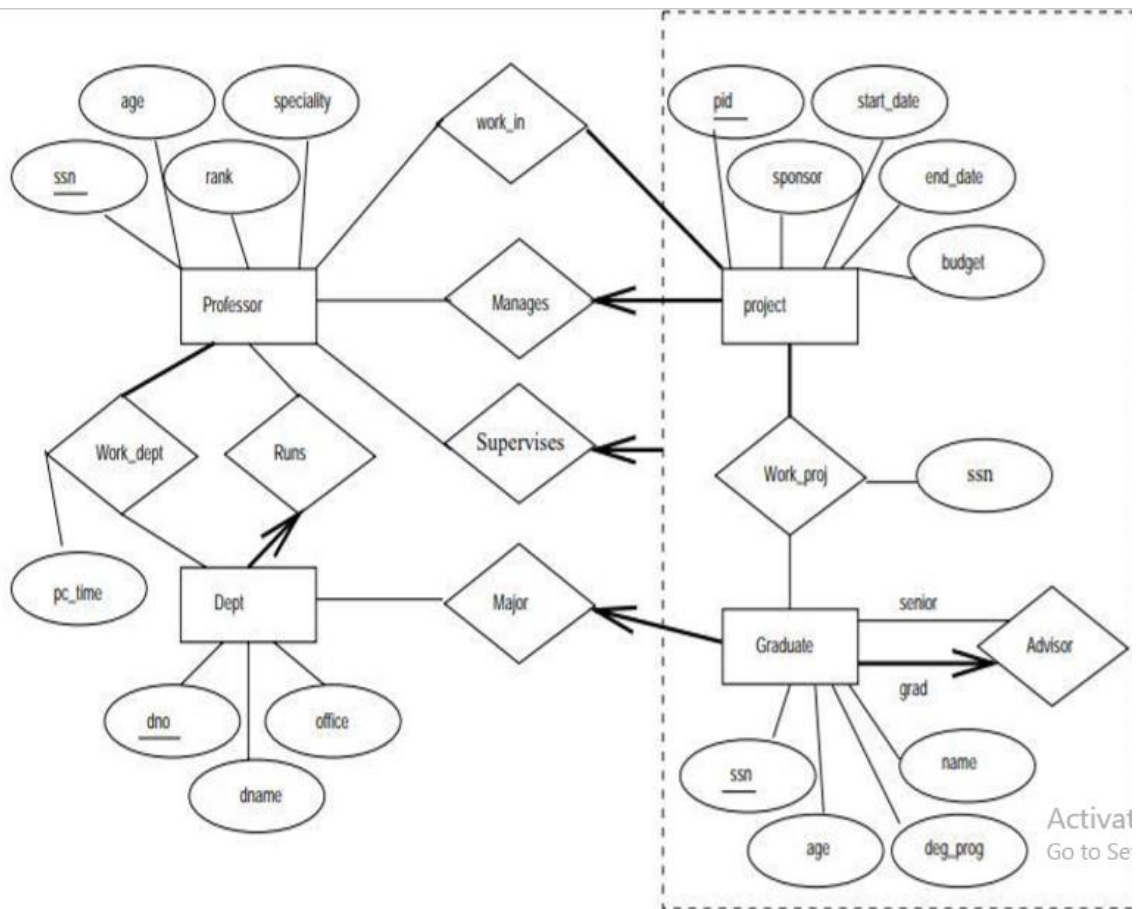 age
speciality
work_in
pid
start_date
ssn
rank
sponsor
end_date
budget
Professor
Manages
project
Work_dept
Runs
Supervises
Work_proj
ssn
pc_time
Dept
Major
senior
Graduate
Advisor
grad
dno
office
dname
ssn
name
age
deg_prog
Activat
Go to Se